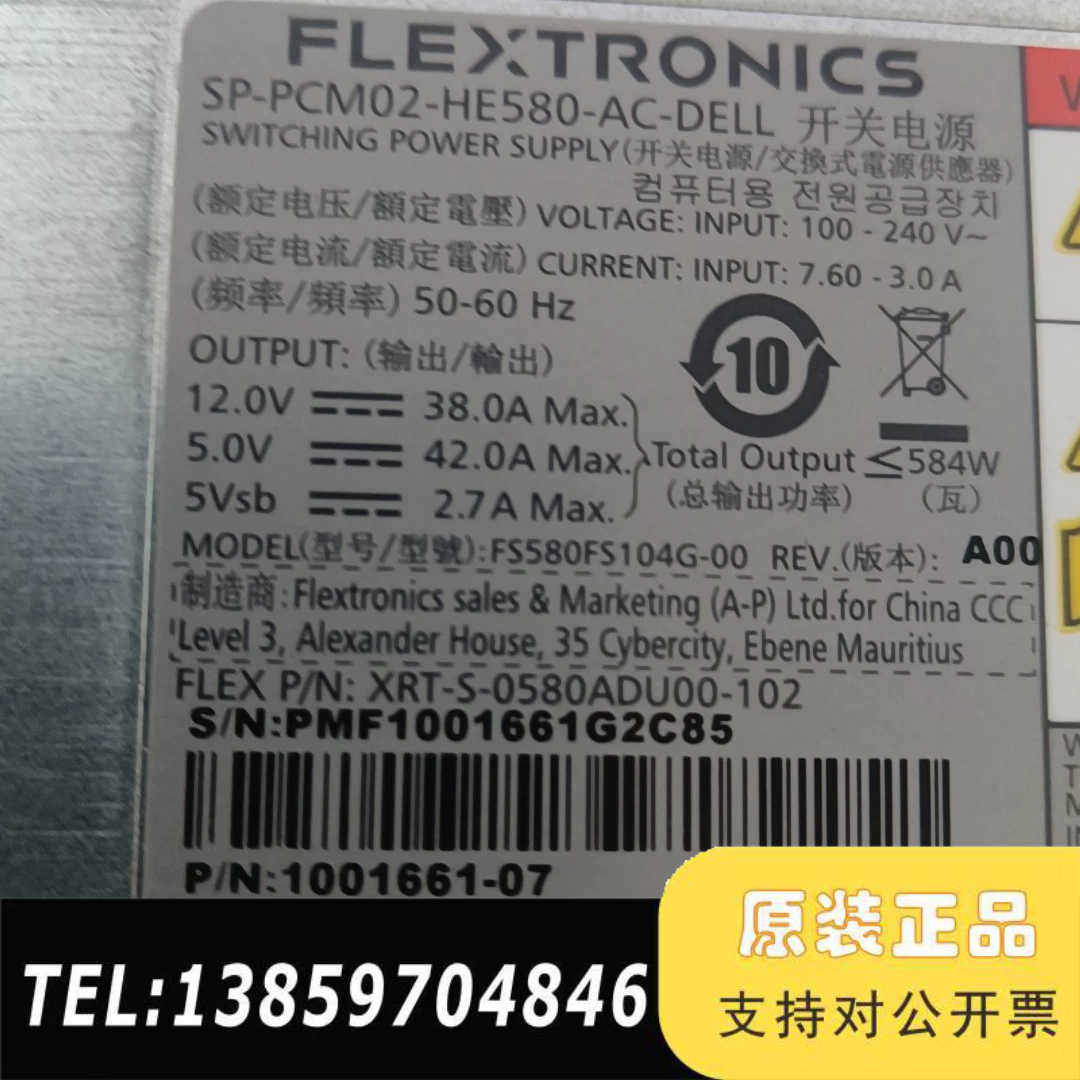 FLEXTRONICS
SP-PCM02-HE580-AC-DELL 开关电源
SWITCHING POWER SUPPLY(开关电源/交換式電源供應器)
컴퓨터용 전원공급장치
(额定电压/額定電壓) VOLTAGE: INPUT: 100 - 240 V~
(额定电流/額定電流) CURRENT: INPUT: 7.60 - 3.0 A
(频率/頻率) 50-60 Hz
OUTPUT: (输出/輸出)
10
12.0V 38.0A Max.
5.0V 42.0A Max.
Total Output ≤584W
5Vsb 2.7A Max.
(总输出功率) (瓦)
MODEL(型号/型號):FS580FS104G-00 REV.(版本): A00
制造商:Flextronics sales & Marketing (A-P) Ltd.for China CCC
Level 3, Alexander House, 35 Cybercity, Ebene Mauritius
FLEX P/N: XRT-S-0580ADU00-102
S/N:PMF1001661G2C85
P/N:1001661-07
原装正品
TEL:13859704846
支持对公开票